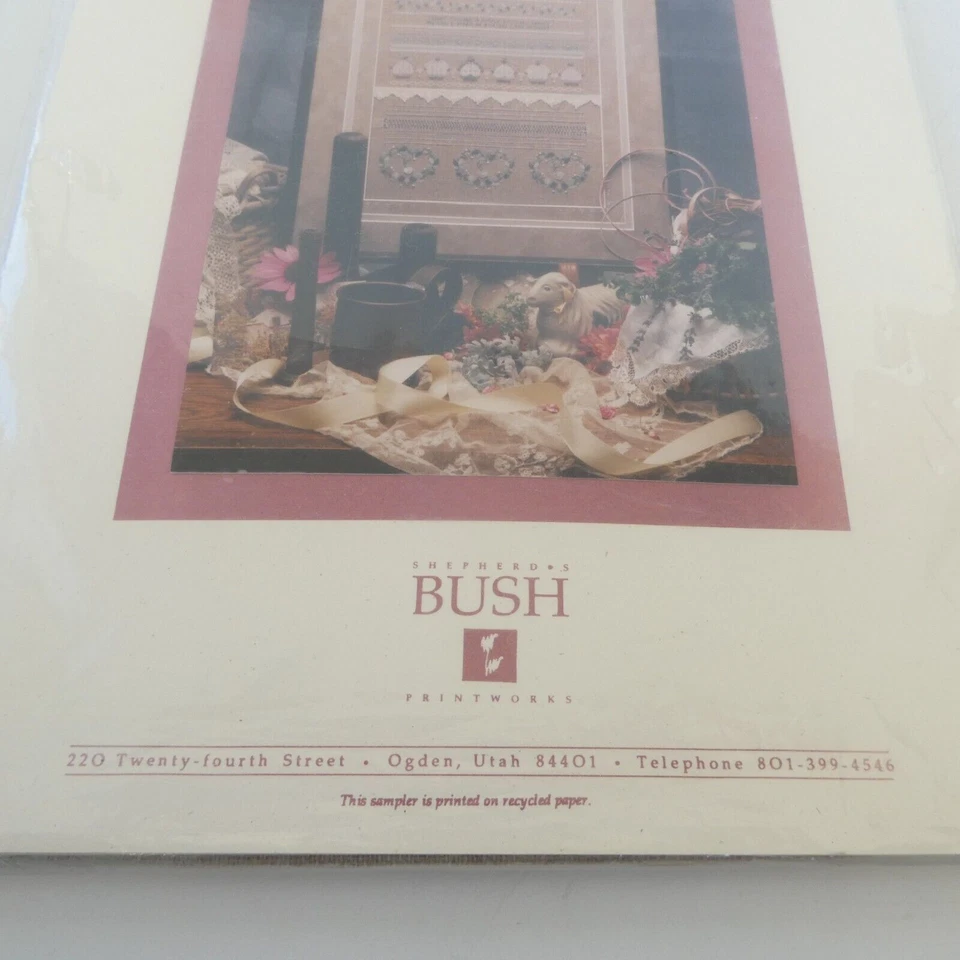 SHEPHERD•S
BUSH
PRINTWORKS
220 Twenty-fourth Street • Ogden, Utah 84401 • Telephone 801-399-4546
This sampler is printed on recycled paper.